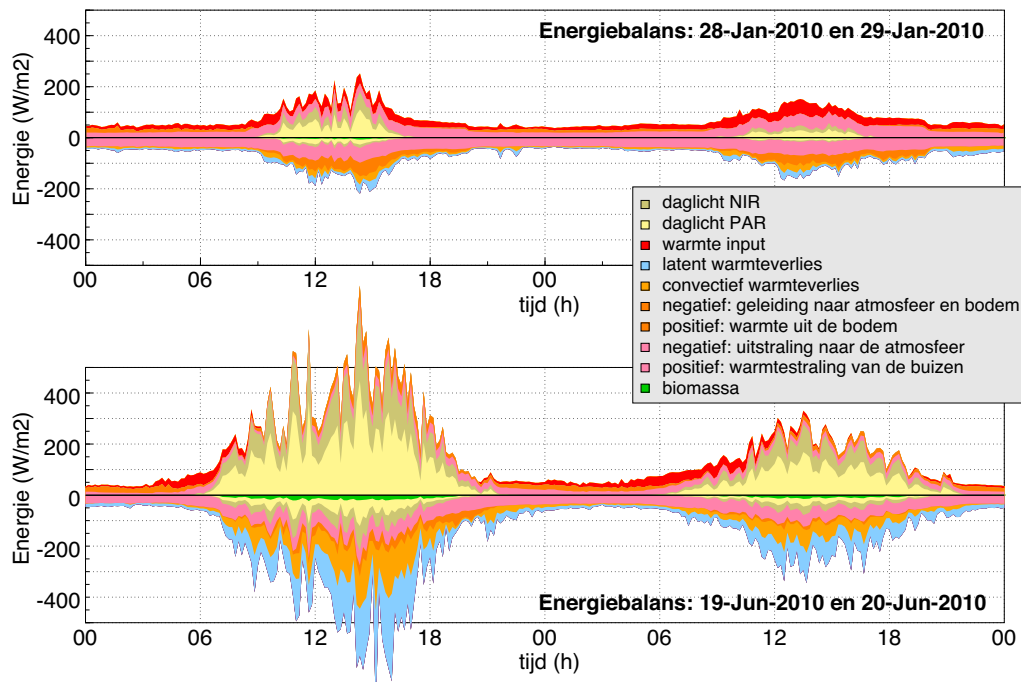 Energiebalans: 28-Jan-2010 en 29-Jan-2010
Energie (W/m2)
400
200
0
-200
-400
00 06 12 18 00
tijd (h)
daglicht NIR
daglicht PAR
warmte input
latent warmteverlies
convectief warmteverlies
negatief: geleiding naar atmosfeer en bodem
positief: warmte uit de bodem
negatief: uitstraling naar de atmosfeer
positief: warmtestraling van de buizen
biomassa
Energie (W/m2)
400
200
0
-200
-400
Energiebalans: 19-Jun-2010 en 20-Jun-2010
00 06 12 18 00 06 12 18 00
tijd (h)